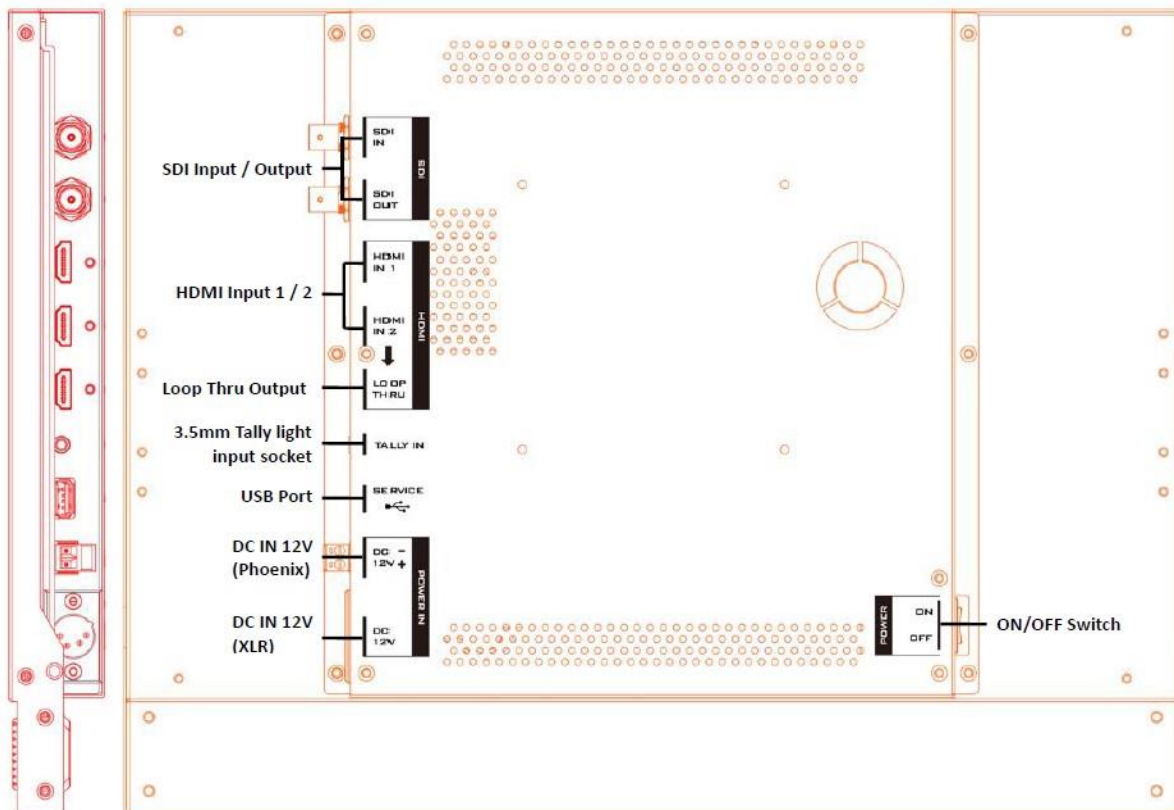 SDI Input / Output
SDI
IN
SDI
OUT
SDI
HDMI Input 1 / 2
HDMI
IN 1
HDMI
IN 2
HDMI
Loop Thru Output
LOOP
THRU
3.5mm Tally light
input socket
TALLY IN
USB Port
SERVICE
DC IN 12V
(Phoenix)
DC -
12V +
POWER IN
DC IN 12V
(XLR)
DC
12V
POWER
ON
OFF
ON/OFF Switch